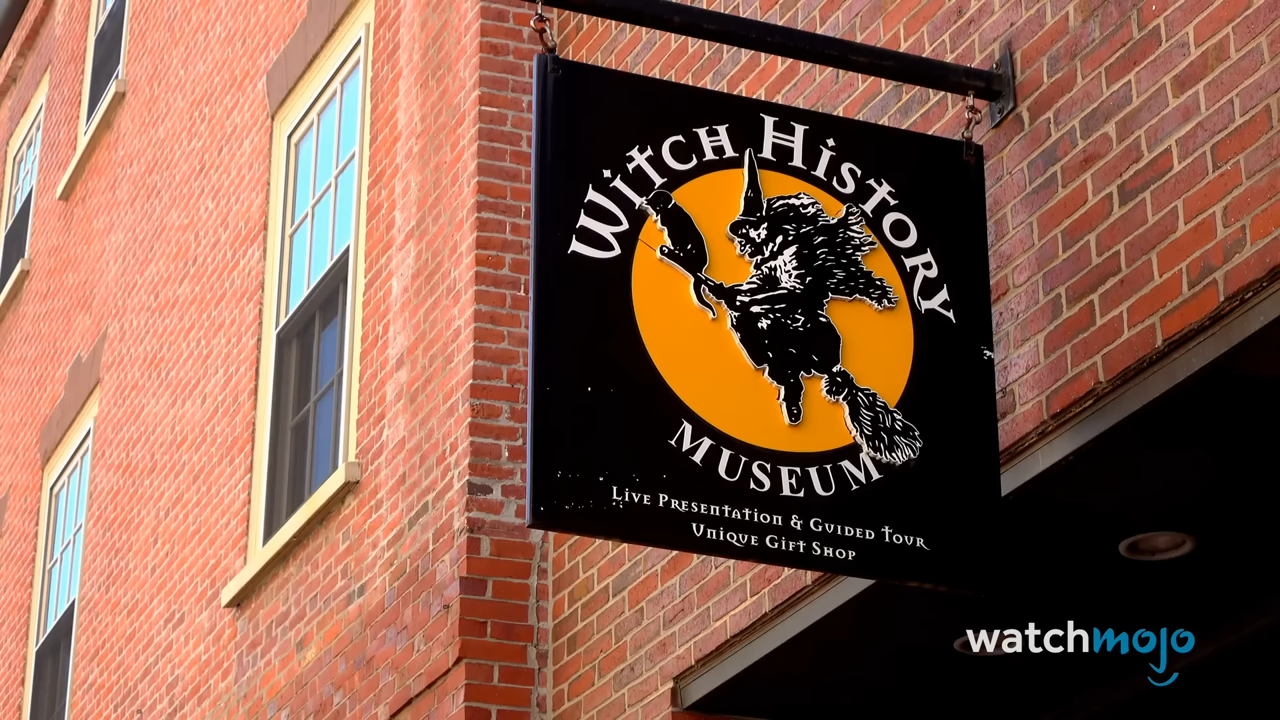 Witch History
Museum
Live Presentation & Guided Tour
Unique Gift Shop
watchmojo